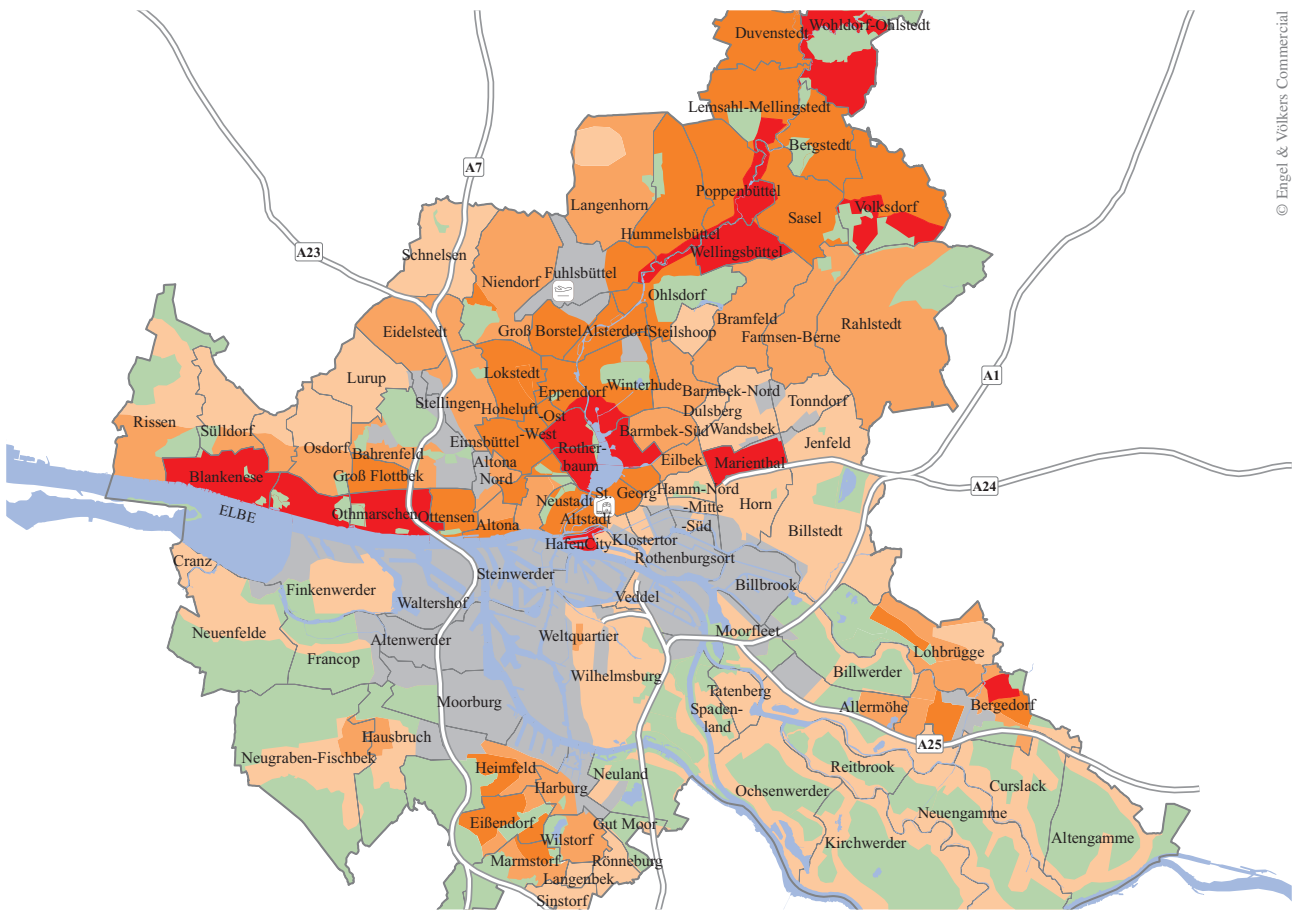 © Engel & Völkers Commercial
Duvenstedt
Wohldorf-Ohlstedt
Lemsahl-Mellingstedt
Bergstedt
A7
Poppenbüttel
Langenhorn
Volksdorf
Sasel
Hummelsbüttel
Wellingsbüttel
A23
Schnelsen
Fuhlsbüttel
Niendorf
Ohlsdorf
Bramfeld
Rahlstedt
Eidelstedt
Groß Borstel
Alsterdorf
Steilshoop
Farmsen-Berne
A1
Lurup
Lokstedt
Eppendorf
Winterhude
Barmbek-Nord
Tonndorf
Stellingen
Hoheluft
-Ost
-West
Dulsberg
Rissen
Sülldorf
Osdorf
Bahrenfeld
Eimsbüttel
Barmbek-Süd
Wandsbek
Jenfeld
Rother-
baum
Eilbek
Marienthal
Blankenese
Groß Flottbek
Altona
Nord
A24
Neustadt
St. Georg
Hamm-Nord
-Mitte
-Süd
Horn
ELBE
Othmarschen
Ottensen
Altona
Altstadt
Billstedt
HafenCity
Klostertor
Rothenburgsort
Cranz
Steinwerder
Billbrook
Finkenwerder
Waltershof
Veddel
Neuenfelde
Altenwerder
Weltquartier
Moorfleet
Francop
Lohbrügge
Wilhelmsburg
Billwerder
Tatenberg
Spaden-
land
Moorburg
Allermöhe
Bergedorf
Hausbruch
A25
Neugraben-Fischbek
Heimfeld
Neuland
Reitbrook
Harburg
Ochsenwerder
Curslack
Eißendorf
Gut Moor
Neuengamme
Wilstorf
Kirchwerder
Altengamme
Marmstorf
Rönneburg
Langenbek
Sinstorf